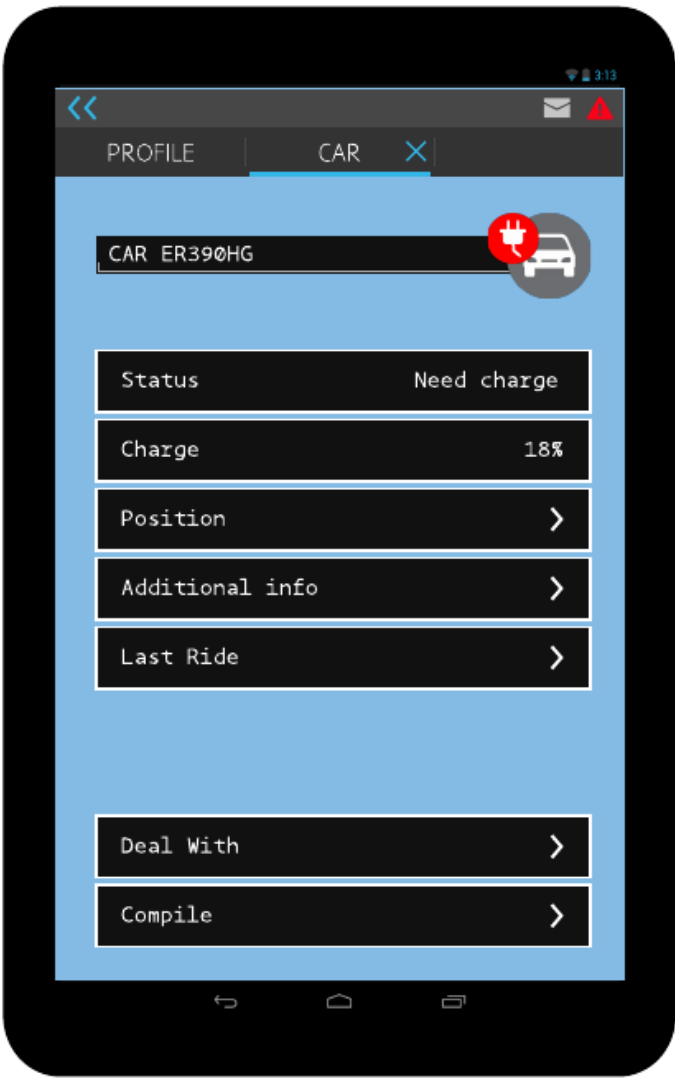 3:13
PROFILE CAR
CAR ER390HG
Status Need charge
Charge 18%
Position
Additional info
Last Ride
Deal With
Compile